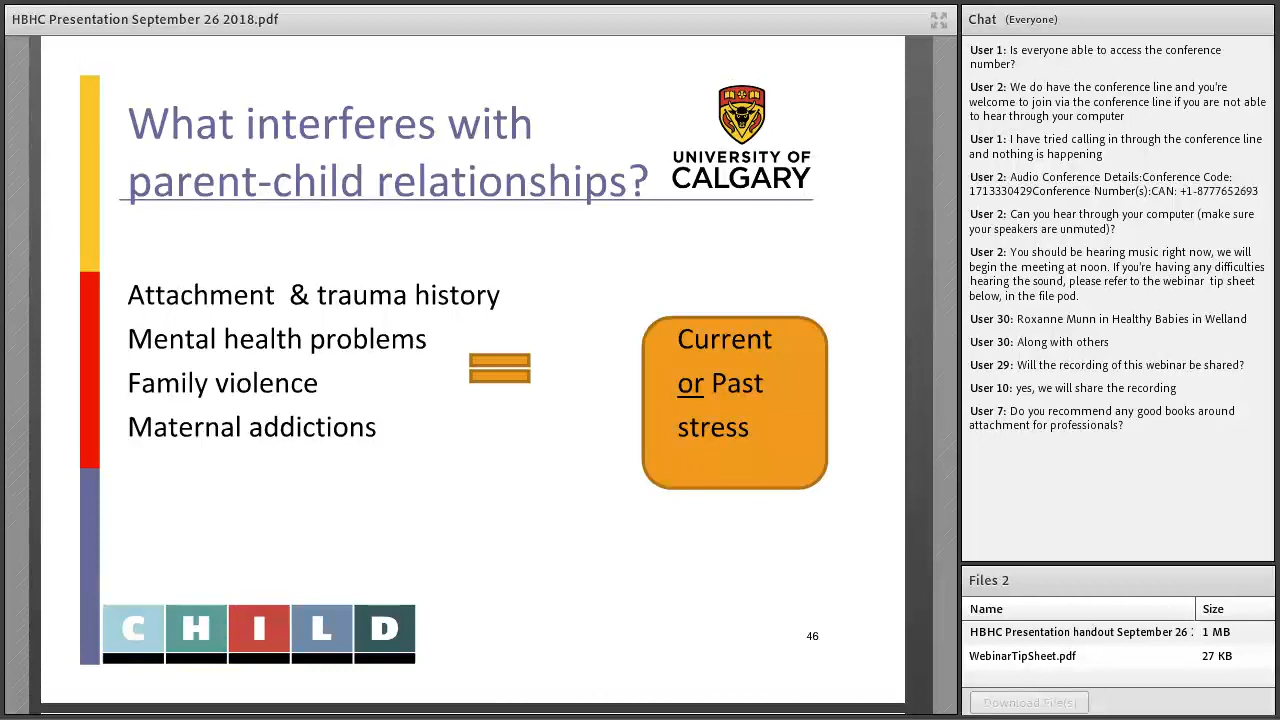 HBHC Presentation September 26 2018.pdf
What interferes with
parent-child relationships?
UNIVERSITY OF
CALGARY
Attachment & trauma history
Mental health problems
Family violence
Maternal addictions
Current
or Past
stress
C H I L D
46
Chat (Everyone)
User 1: Is everyone able to access the conference
number?
User 2: We do have the conference line and you're
welcome to join via the conference line if you are not able
to hear through your computer
User 1: I have tried calling in through the conference line
and nothing is happening
User 2: Audio Conference Details:Conference Code:
1713330429Conference Number(s):CAN: +1-8777652693
User 2: Can you hear through your computer (make sure
your speakers are unmuted)?
User 2: You should be hearing music right now, we will
begin the meeting at noon. If you're having any difficulties
hearing the sound, please refer to the webinar tip sheet
below, in the file pod.
User 30: Roxanne Munn in Healthy Babies in Welland
User 30: Along with others
User 29: Will the recording of this webinar be shared?
User 10: yes, we will share the recording
User 7: Do you recommend any good books around
attachment for professionals?
Files 2
Name Size
HBHC Presentation handout September 26 1 MB
WebinarTipSheet.pdf 27 KB
Download File(s)